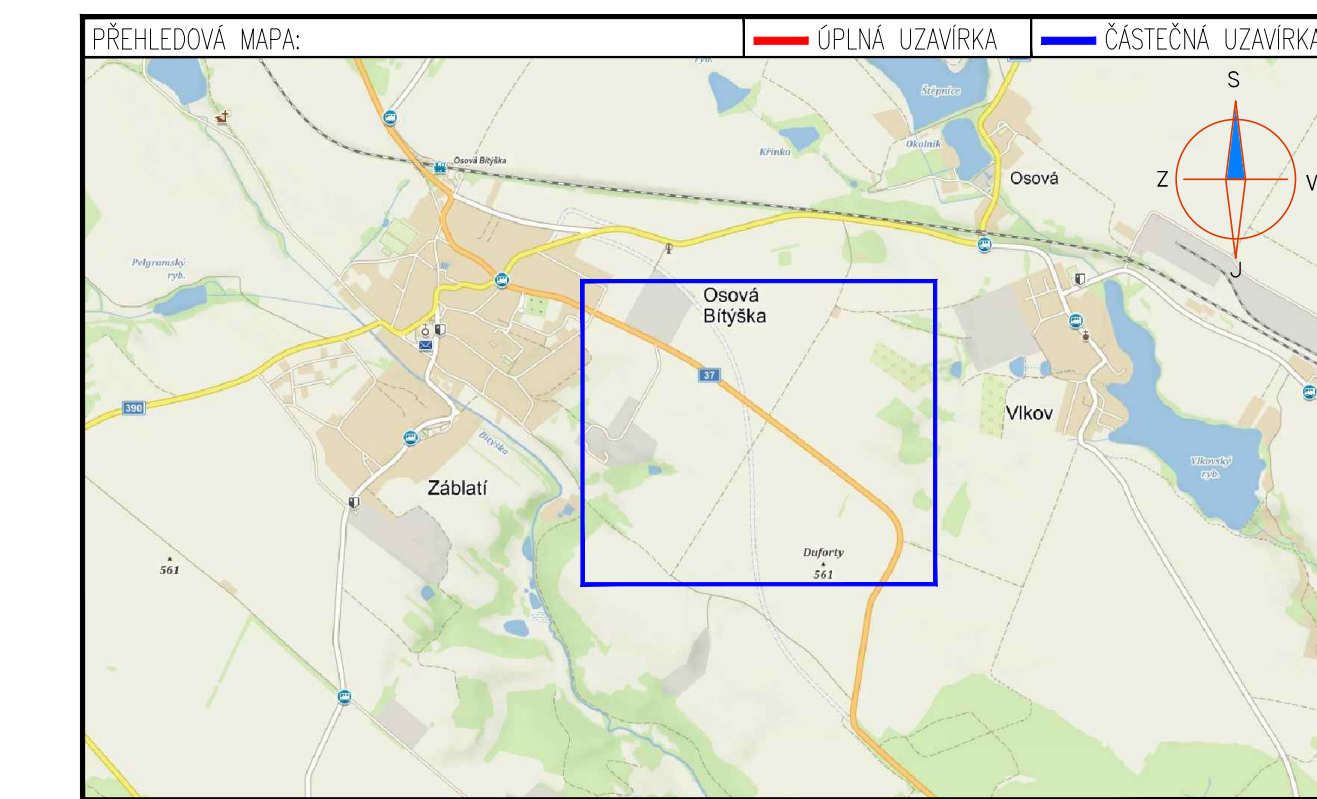 PŘEHLEDOVÁ MAPA:
ÚPLNÁ UZAVÍRKA
ČÁSTEČNÁ UZAVÍRKA
ryb.
S
Štěpnice
Okolník
Křinka
Osová Bítýška
Osová
Z
V
J
Pelgramský
ryb.
Osová
Bítýška
37
390
Vlkov
Bítýška
Vlkovský
ryb.
Záblatí
Duforty
561
561